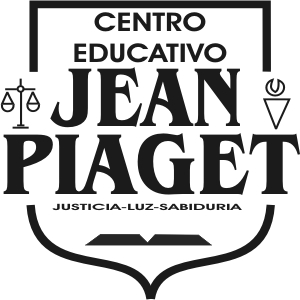 CENTRO
EDUCATIVO
JEAN
PIAGET
JUSTICIA-LUZ-SABIDURIA